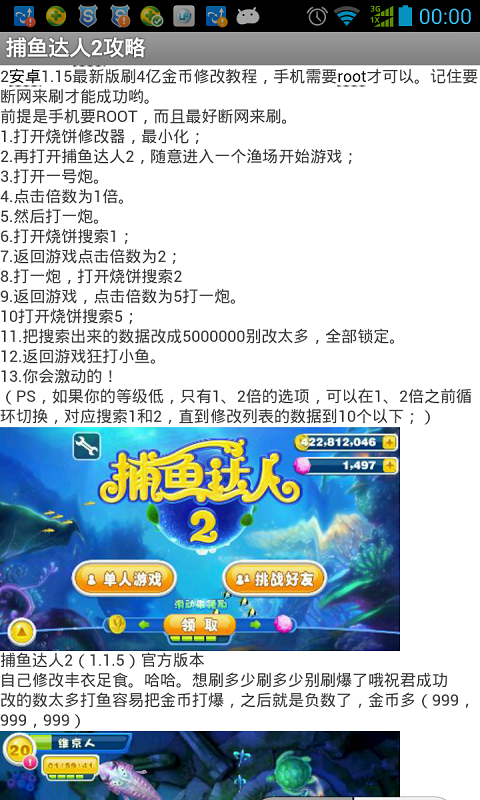 3G
1X
00:00
捕鱼达人2攻略
2安卓1.15最新版刷4亿金币修改教程，手机需要root才可以。记住要
断网来刷才能成功哟。
前提是手机要ROOT，而且最好断网来刷。
1.打开烧饼修改器，最小化；
2.再打开捕鱼达人2，随意进入一个渔场开始游戏；
3.打开一号炮。
4.点击倍数为1倍。
5.然后打一炮。
6.打开烧饼搜索1；
7.返回游戏点击倍数为2；
8.打一炮，打开烧饼搜索2
9.返回游戏，点击倍数为5打一炮。
10打开烧饼搜索5；
11.把搜索出来的数据改成5000000别改太多，全部锁定。
12.返回游戏狂打小鱼。
13.你会激动的！
（PS，如果你的等级低，只有1、2倍的选项，可以在1、2倍之前循
环切换，对应搜索1和2，直到修改列表的数据到10个以下；）
422,812,046
1,497
捕鱼达人
2
单人游戏
挑战好友
滑动来领取
领取
捕鱼达人2（1.1.5）官方版本
自己修改丰衣足食。哈哈。想刷多少刷多少别刷爆了哦祝君成功
改的数太多打鱼容易把金币打爆，之后就是负数了，金币多（999，
999，999）
20
维京人
01:59:41